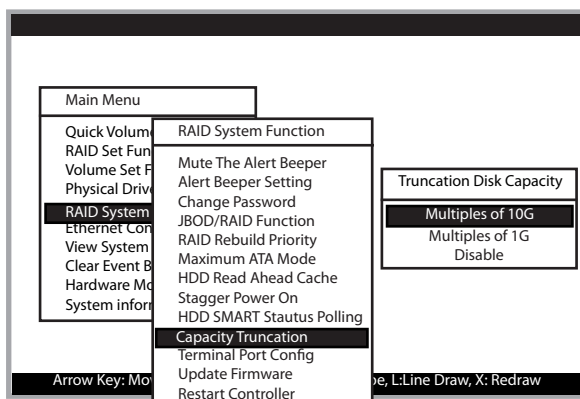 Main Menu
Quick Volum
RAID Set Fun
Volume Set F
Physical Driv
RAID System
Ethernet Con
View System
Clear Event B
Hardware Mo
System infor
RAID System Function
Mute The Alert Beeper
Alert Beeper Setting
Change Password
JBOD/RAID Function
RAID Rebuild Priority
Maximum ATA Mode
HDD Read Ahead Cache
Stagger Power On
HDD SMART Stautus Polling
Capacity Truncation
Terminal Port Config
Update Firmware
Restart Controller
Truncation Disk Capacity
Multiples of 10G
Multiples of 1G
Disable
Arrow Key: Mov pe, L:Line Draw, X: Redraw